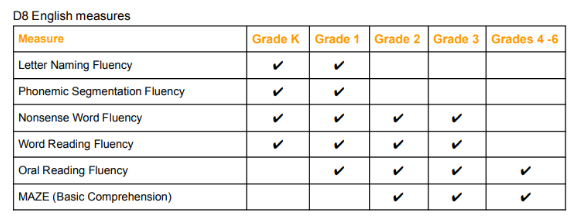 D8 English measures
Measure Grade K Grade 1 Grade 2 Grade 3 Grades 4 -6
Letter Naming Fluency ✔ ✔
Phonemic Segmentation Fluency ✔ ✔
Nonsense Word Fluency ✔ ✔ ✔ ✔
Word Reading Fluency ✔ ✔ ✔ ✔
Oral Reading Fluency ✔ ✔ ✔ ✔
MAZE (Basic Comprehension) ✔ ✔ ✔